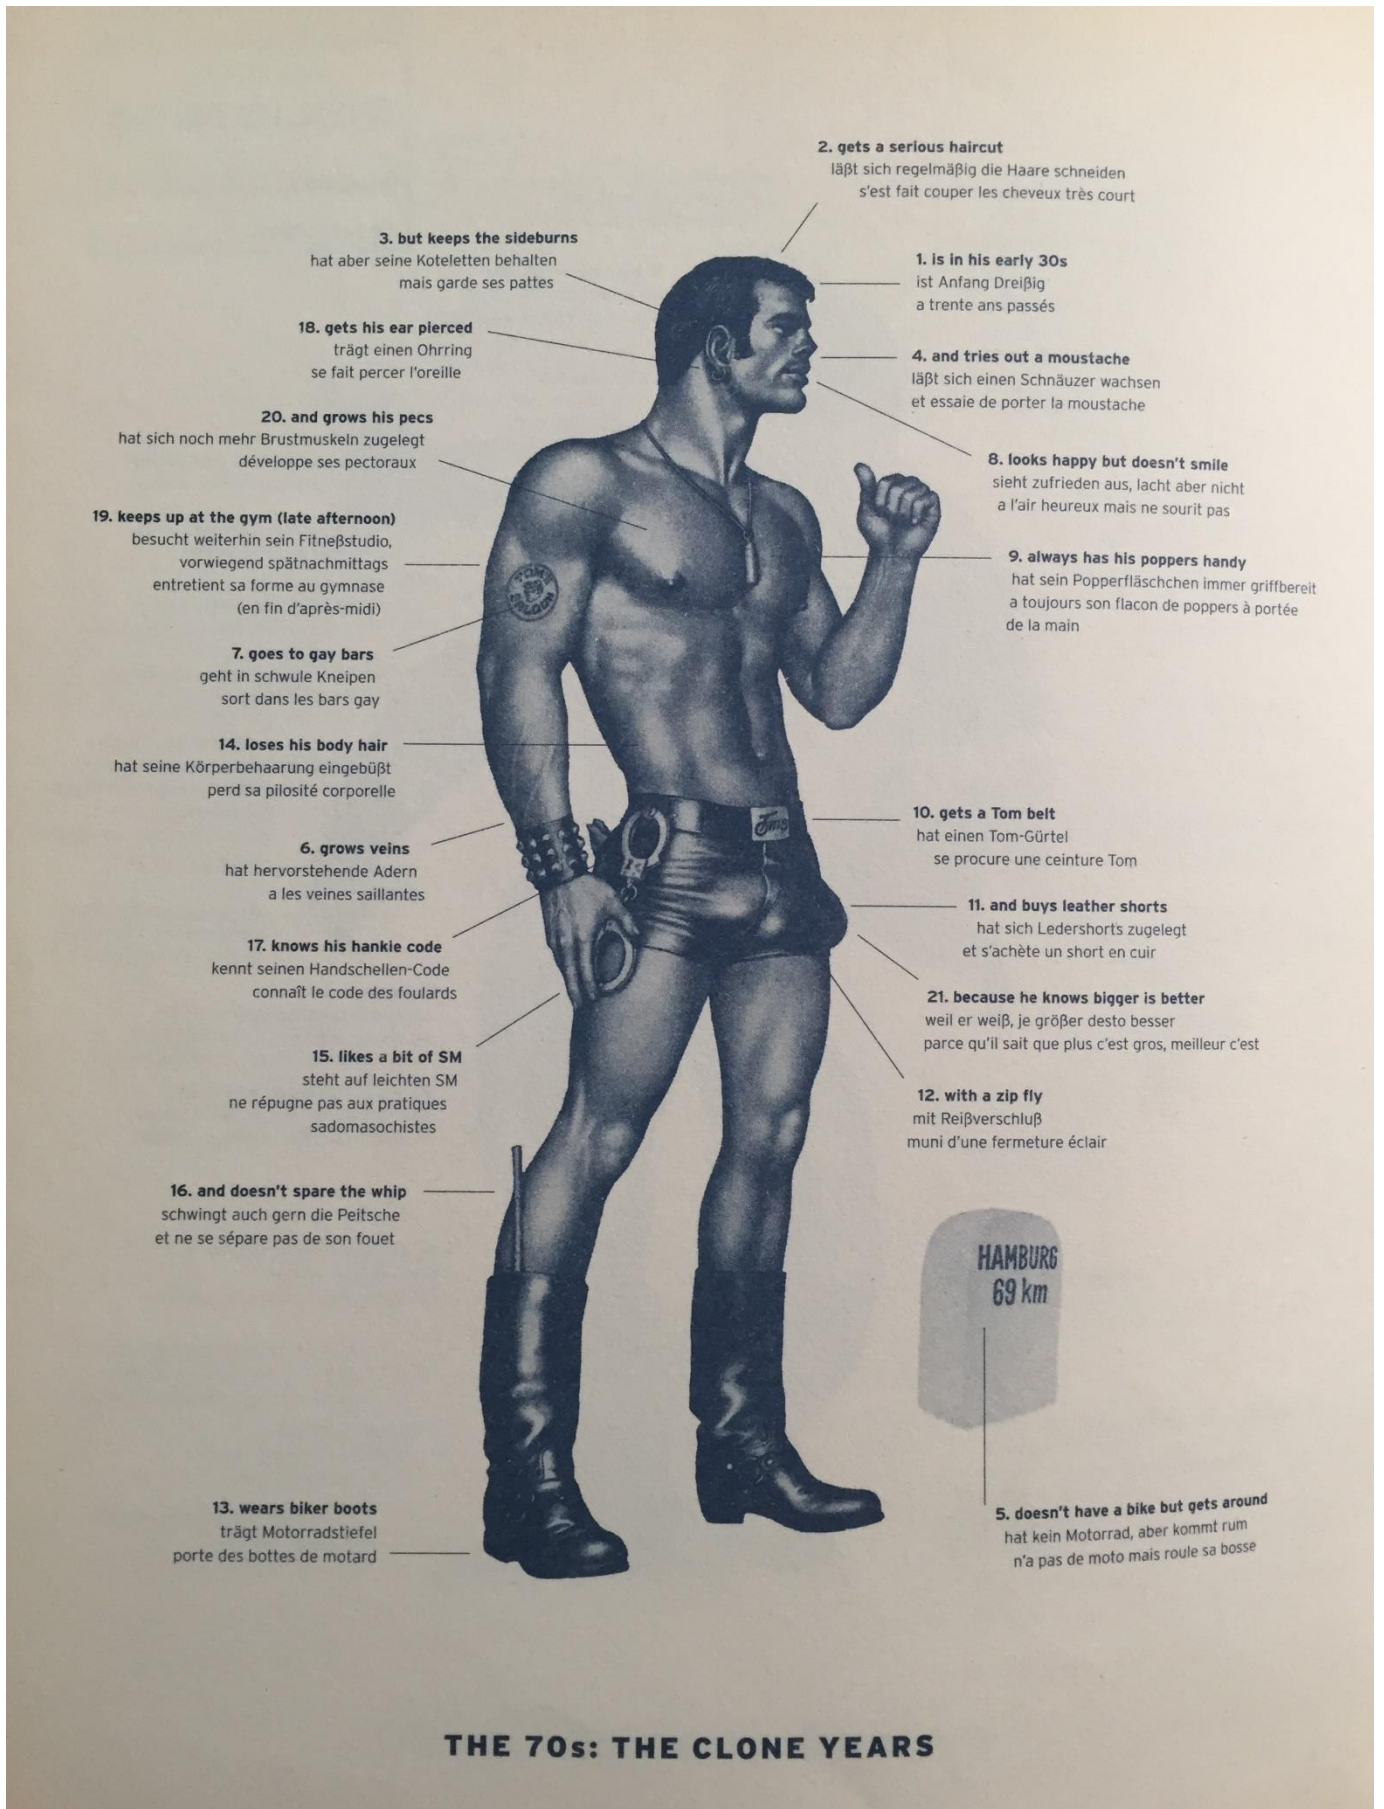 2. gets a serious haircut
läßt sich regelmäßig die Haare schneiden
s'est fait couper les cheveux très court
3. but keeps the sideburns
hat aber seine Koteletten behalten
mais garde ses pattes
1. is in his early 30s
ist Anfang Dreißig
a trente ans passés
18. gets his ear pierced
trägt einen Ohrring
se fait percer l'oreille
4. and tries out a moustache
läßt sich einen Schnäuzer wachsen
et essaie de porter la moustache
20. and grows his pecs
hat sich noch mehr Brustmuskeln zugelegt
développe ses pectoraux
8. looks happy but doesn't smile
sieht zufrieden aus, lacht aber nicht
a l'air heureux mais ne sourit pas
19. keeps up at the gym (late afternoon)
besucht weiterhin sein Fitneßstudio,
vorwiegend spätnachmittags
entretient sa forme au gymnase
(en fin d'après-midi)
9. always has his poppers handy
hat sein Popperfläschchen immer griffbereit
a toujours son flacon de poppers à portée
de la main
TOM'S
SALOON
7. goes to gay bars
geht in schwule Kneipen
sort dans les bars gay
14. loses his body hair
hat seine Körperbehaarung eingebüßt
perd sa pilosité corporelle
10. gets a Tom belt
hat einen Tom-Gürtel
se procure une ceinture Tom
6. grows veins
hat hervorstehende Adern
a les veines saillantes
11. and buys leather shorts
hat sich Ledershorts zugelegt
et s'achète un short en cuir
17. knows his hankie code
kennt seinen Handschellen-Code
connaît le code des foulards
21. because he knows bigger is better
weil er weiß, je größer desto besser
parce qu'il sait que plus c'est gros, meilleur c'est
15. likes a bit of SM
steht auf leichten SM
ne répugne pas aux pratiques
sadomasochistes
12. with a zip fly
mit Reißverschluß
muni d'une fermeture éclair
16. and doesn't spare the whip
schwingt auch gern die Peitsche
et ne se sépare pas de son fouet
HAMBURG
69 km
13. wears biker boots
trägt Motorradstiefel
porte des bottes de motard
5. doesn't have a bike but gets around
hat kein Motorrad, aber kommt rum
n'a pas de moto mais roule sa bosse
THE 70s: THE CLONE YEARS